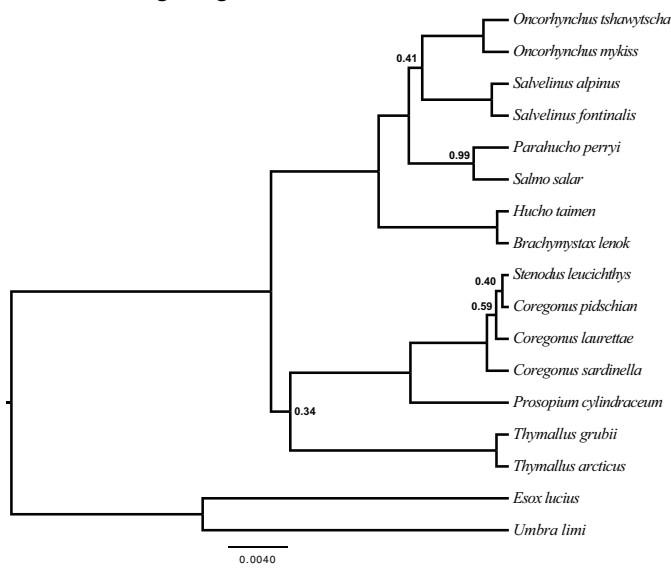 Oncorhynchus tshawytscha
0.41
Oncorhynchus mykiss
Salvelinus alpinus
Salvelinus fontinalis
Parahucho perryi
0.99
Salmo salar
Hucho taimen
Brachymystax lenok
Stenodus leucichthys
0.40
Coregonus pidschian
0.59
Coregonus laurettae
Coregonus sardinella
Prosopium cylindraceum
0.34
Thymallus grubii
Thymallus arcticus
Esox lucius
Umbra limi
0.0040